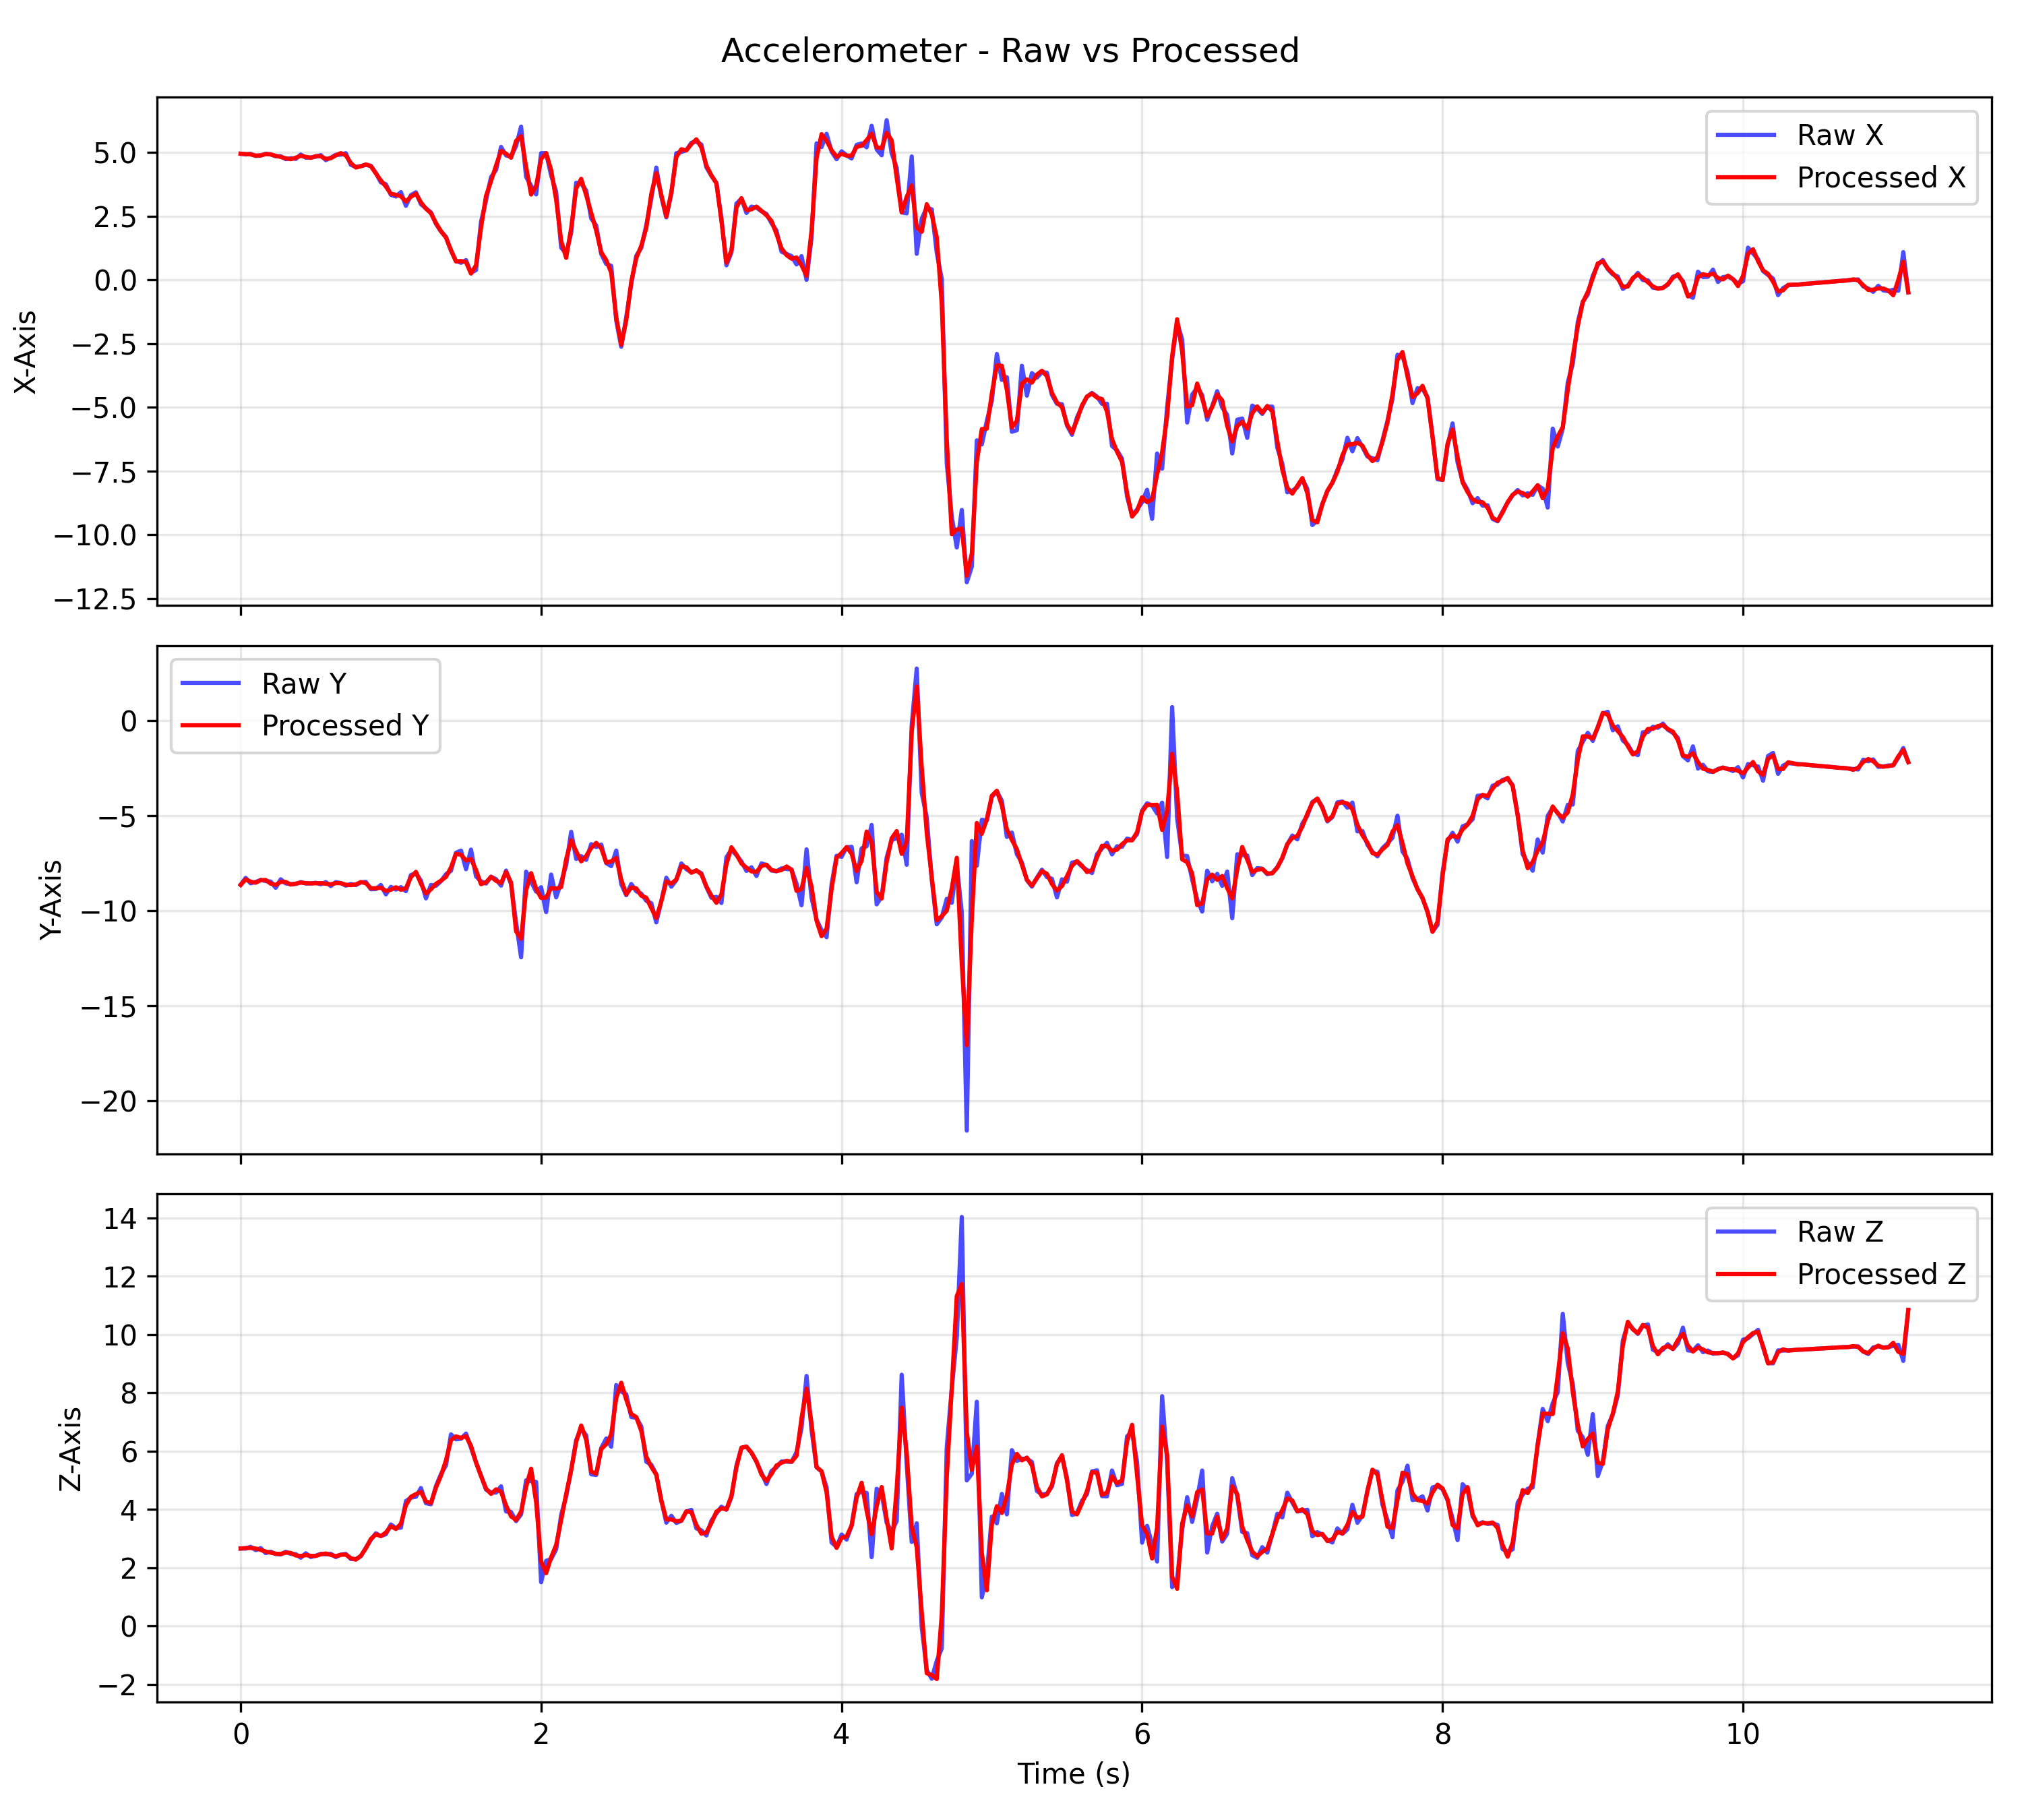 Accelerometer - Raw vs Processed
X-Axis
5.0
2.5
0.0
−2.5
−5.0
−7.5
−10.0
−12.5
Raw X
Processed X
Y-Axis
0
−5
−10
−15
−20
Raw Y
Processed Y
Z-Axis
14
12
10
8
6
4
2
0
−2
Raw Z
Processed Z
0 2 4 6 8 10
Time (s)